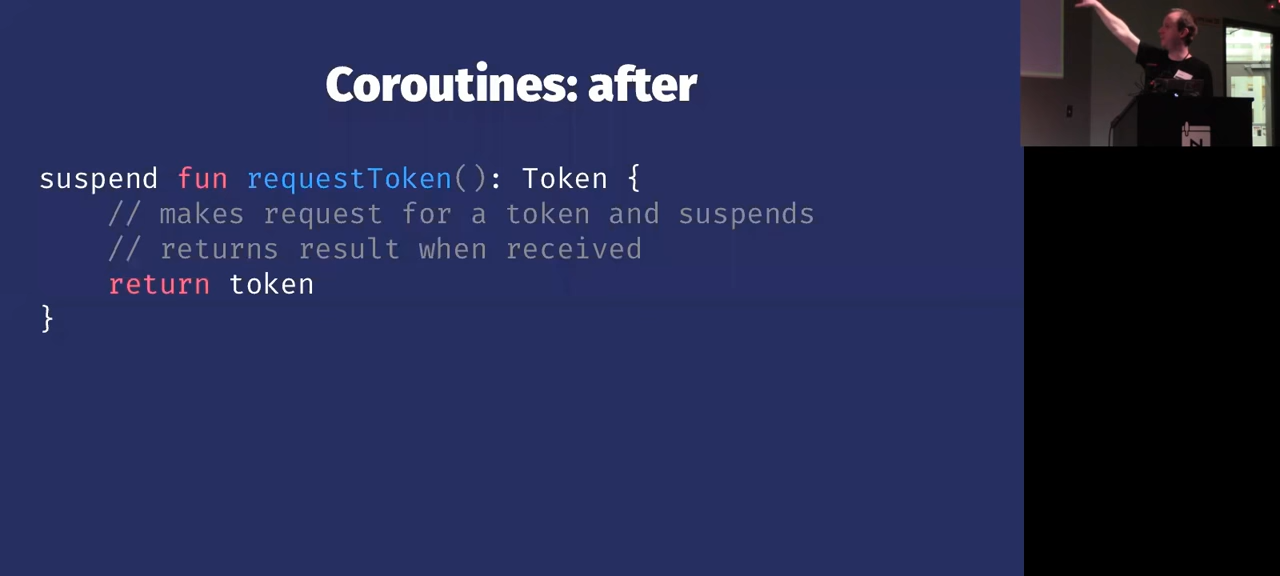 Coroutines: after
suspend fun requestToken(): Token {
    // makes request for a token and suspends
    // returns result when received
    return token
}